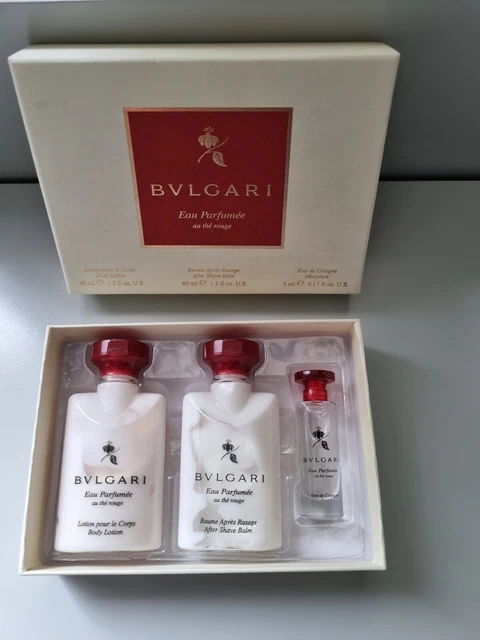 BVLGARI
Eau Parfumée
au thé rouge
Lotion pour le Corps
Body Lotion
40 ml e 1.3 fl.oz. U.S.
Baume Après Rasage
After Shave Balm
40 ml e 1.3 fl.oz. U.S.
Eau de Cologne
Miniature
5 ml e 0.17 fl.oz. U.S.
BVLGARI
Eau Parfumée
au thé rouge
Lotion pour le Corps
Body Lotion
BVLGARI
Eau Parfumée
au thé rouge
Baume Après Rasage
After Shave Balm
BVLGARI
Eau Parfumée
au thé rouge
Eau de Cologne